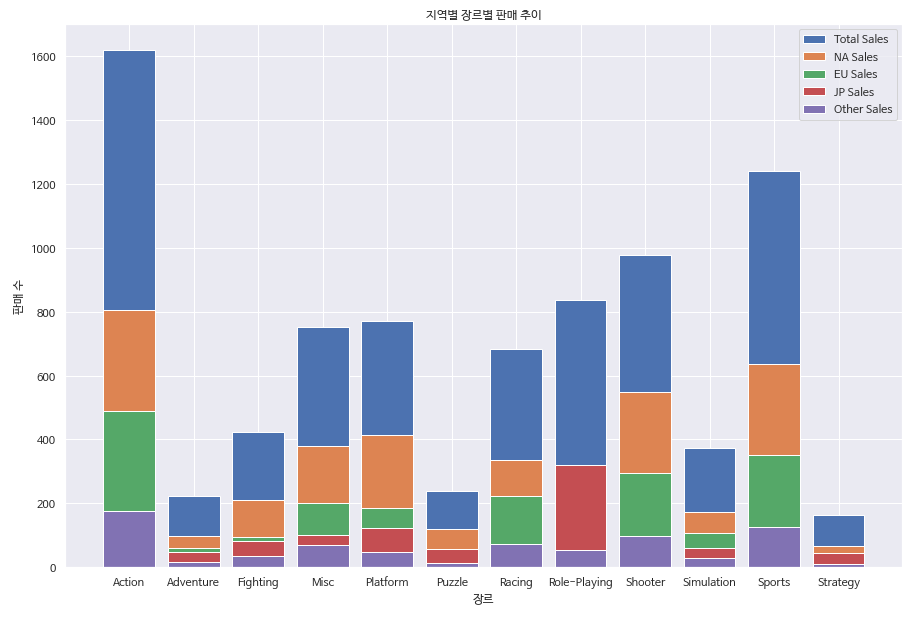 지역별 장르별 판매 추이
Total Sales
NA Sales
EU Sales
JP Sales
Other Sales
판매 수
1600
1400
1200
1000
800
600
400
200
0
Action Adventure Fighting Misc Platform Puzzle Racing Role-Playing Shooter Simulation Sports Strategy
장르